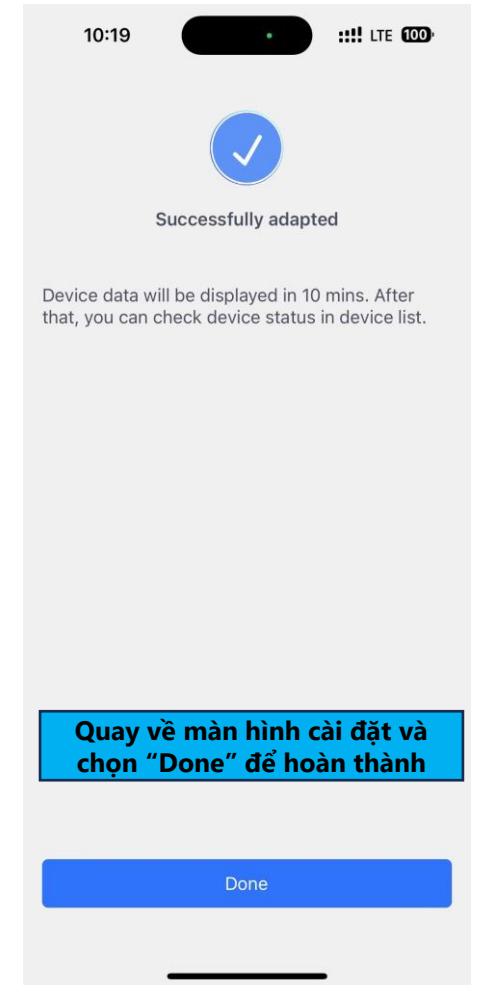 10:19 LTE 100
Successfully adapted
Device data will be displayed in 10 mins. After
that, you can check device status in device list.
Quay về màn hình cài đặt và
chọn “Done” để hoàn thành
Done